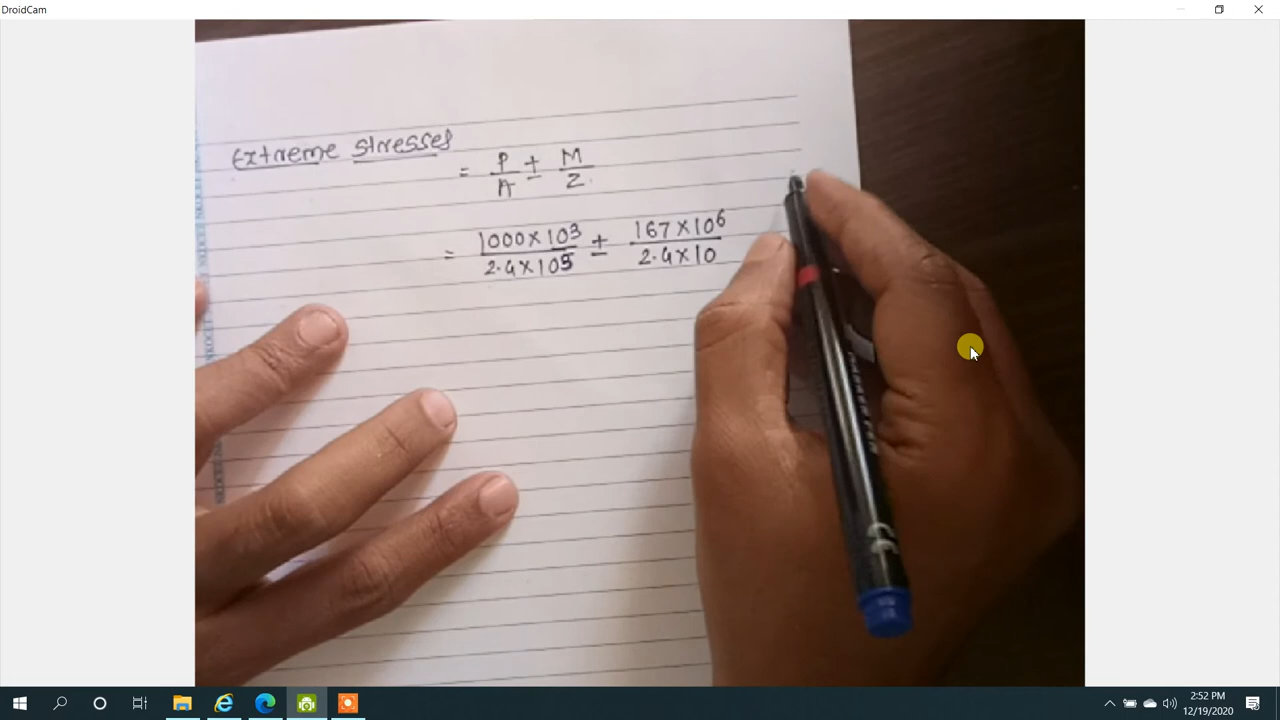 DroidCam
Extreme stresses
= P/A ± M/Z
= 1000×10³/2.4×10⁵ ± 167×10⁶/2.4×10
2:52 PM
12/19/2020